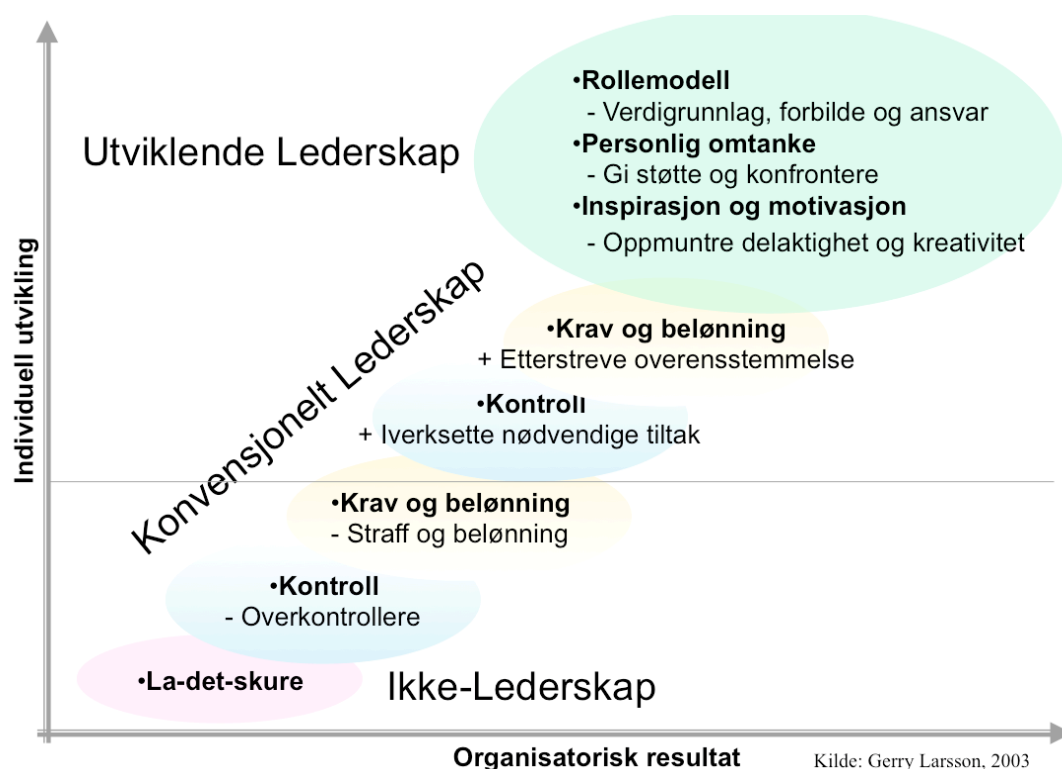 •Rollemodell
- Verdigrunnlag, forbilde og ansvar
•Personlig omtanke
- Gi støtte og konfrontere
•Inspirasjon og motivasjon
- Oppmuntre delaktighet og kreativitet
Utviklende Lederskap
Individuell utvikling
Konvensjonelt Lederskap
•Krav og belønning
+ Etterstreve overensstemmelse
•Kontroll
+ Iverksette nødvendige tiltak
•Krav og belønning
- Straff og belønning
•Kontroll
- Overkontrollere
•La-det-skure
Ikke-Lederskap
Organisatorisk resultat
Kilde: Gerry Larsson, 2003